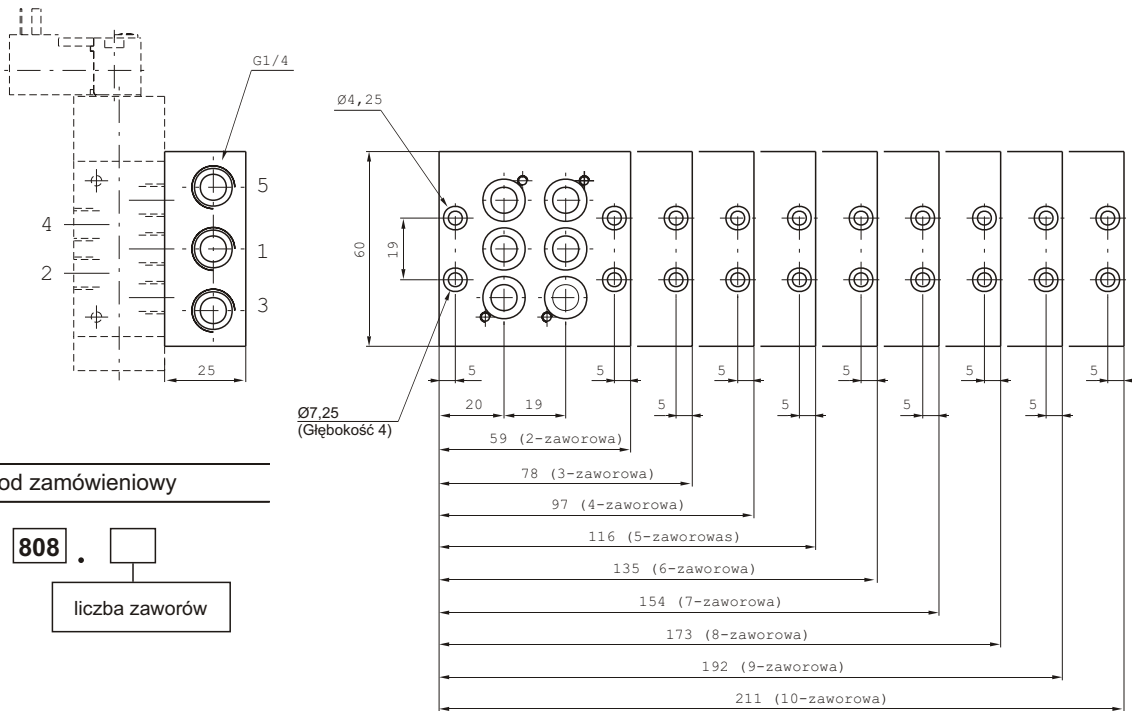 G1/4
5
4
1
2
3
25
Ø4,25
60
19
5 5 5 5 5 5
20 19 5 5 5 5
Ø7,25
(Głębokość 4)
59 (2-zaworowa)
78 (3-zaworowa)
97 (4-zaworowa)
116 (5-zaworowas)
135 (6-zaworowa)
154 (7-zaworowa)
173 (8-zaworowa)
192 (9-zaworowa)
211 (10-zaworowa)
od zamówieniowy
808 .
liczba zaworów